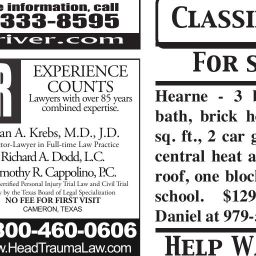 e information, call
333-8595
river.com
R
EXPERIENCE
COUNTS
Lawyers with over 85 years
combined expertise.
an A. Krebs, M.D., J.D.
ctor-Lawyer in Full-time Law Practice
Richard A. Dodd, L.C.
mothy R. Cappolino, P.C.
ertified Personal Injury Trial Law and Civil Trial
by the Texas Board of Legal Specialization
NO FEE FOR FIRST VISIT
CAMERON, TEXAS
800-460-0606
w.HeadTraumaLaw.com
CLASSI
FOR S
Hearne - 3 
bath, brick h
sq. ft., 2 car g
central heat a
roof, one bloc
school. $129
Daniel at 979-
HELP WA